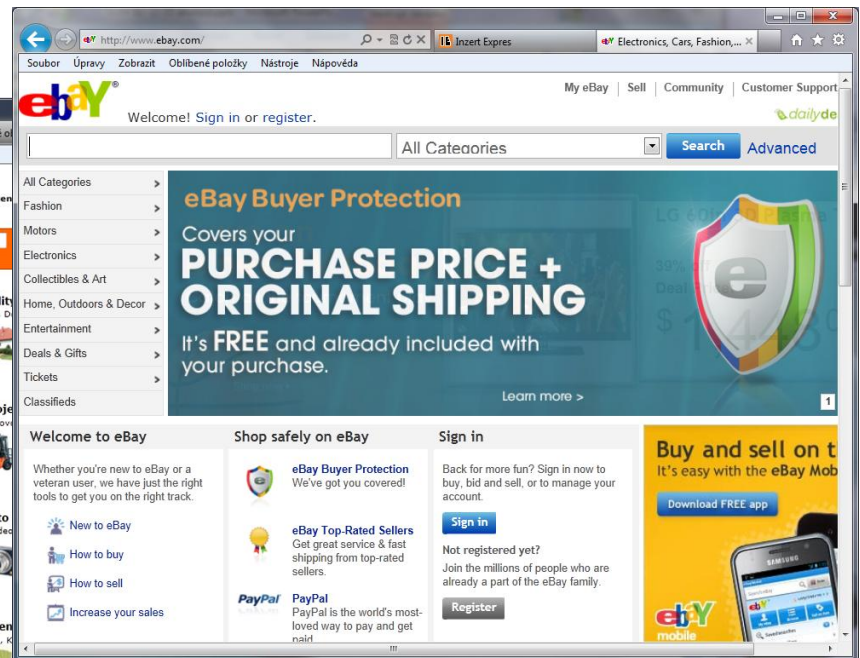 http://www.ebay.com/
Inzert Expres
Electronics, Cars, Fashion,...
Soubor Úpravy Zobrazit Oblíbené položky Nástroje Nápověda
ebay®
Welcome! Sign in or register.
My eBay | Sell | Community | Customer Support
dailyde
All Categories
Search
Advanced
All Categories
Fashion
Motors
Electronics
Collectibles & Art
Home, Outdoors & Decor
Entertainment
Deals & Gifts
Tickets
Classifieds
eBay Buyer Protection
Covers your
PURCHASE PRICE +
ORIGINAL SHIPPING
It's FREE and already included with
your purchase.
Learn more >
e
1
Welcome to eBay
Whether you're new to eBay or a
veteran user, we have just the right
tools to get you on the right track.
New to eBay
How to buy
How to sell
Increase your sales
Shop safely on eBay
eBay Buyer Protection
We've got you covered!
eBay Top-Rated Sellers
Get great service & fast
shipping from top-rated
sellers.
PayPal
PayPal
PayPal is the world's most-
loved way to pay and get
paid
Sign in
Back for more fun? Sign in now to
buy, bid and sell, or to manage your
account.
Sign in
Not registered yet?
Join the millions of people who are
already a part of the eBay family.
Register
Buy and sell on t
It's easy with the eBay Mob
Download FREE app
SAMSUNG
ebY
mobile